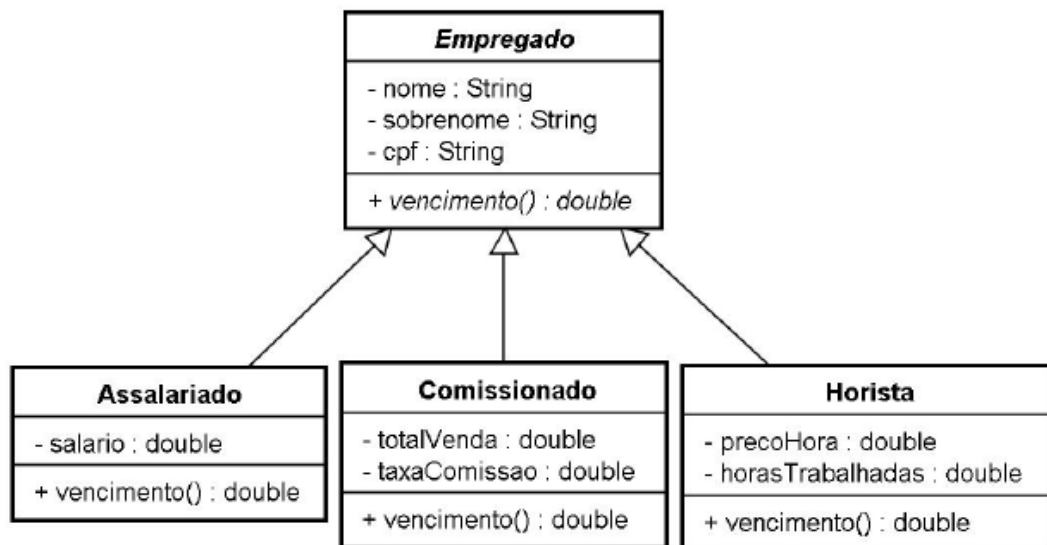 Empregado
- nome : String
- sobrenome : String
- cpf : String
+ vencimento() : double
Assalariado
- salario : double
+ vencimento() : double
Comissionado
- totalVenda : double
- taxaComissao : double
+ vencimento() : double
Horista
- precoHora : double
- horasTrabalhadas : double
+ vencimento() : double